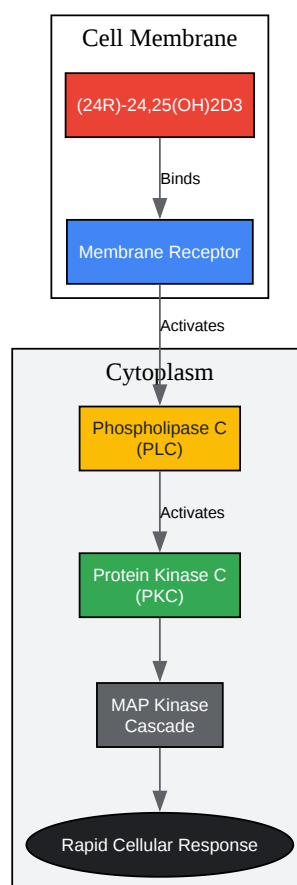 Cell Membrane
(24R)-24,25(OH)2D3
Binds
Membrane Receptor
Activates
Cytoplasm
Phospholipase C
(PLC)
Activates
Protein Kinase C
(PKC)
MAP Kinase
Cascade
Rapid Cellular Response